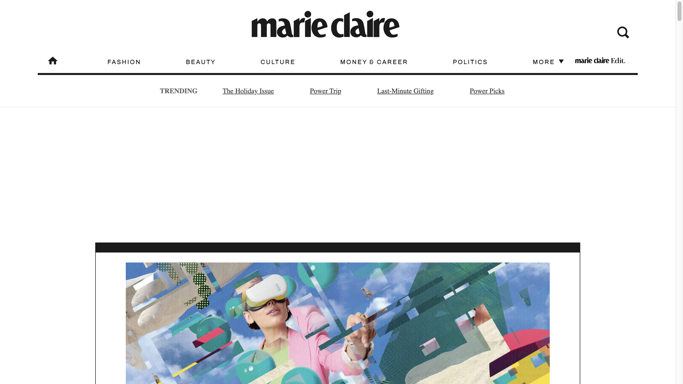 marie claire
FASHION BEAUTY CULTURE MONEY & CAREER POLITICS MORE ▼ marie claire Edit.
TRENDING The Holiday Issue Power Trip Last-Minute Gifting Power Picks